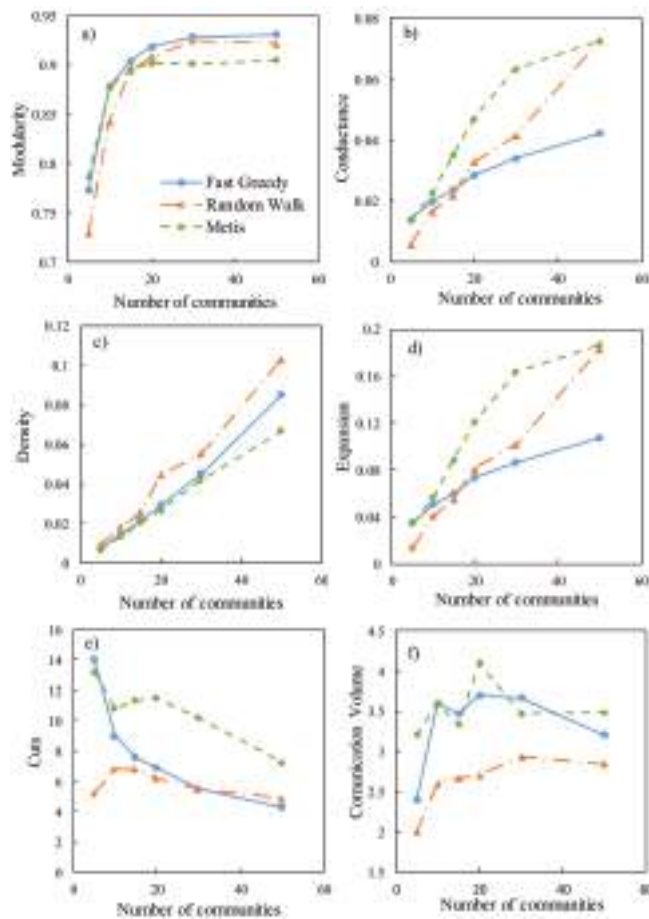 a)
0.95
0.9
0.85
0.8
0.75
0.7
Modularity
Fast Greedy
Random Walk
Metis
0 20 40 60
Number of communities
b)
0.08
0.06
0.04
0.02
0
Conductance
0 20 40 60
Number of communities
c)
0.12
0.1
0.08
0.06
0.04
0.02
0
Density
0 20 40 60
Number of communities
d)
0.2
0.16
0.12
0.08
0.04
0
Expansion
0 20 40 60
Number of communities
e)
16
14
12
10
8
6
4
2
0
Cuts
0 20 40 60
Number of communities
f)
4.5
4
3.5
3
2.5
2
1.5
Comunication Volume
0 20 40 60
Number of communities